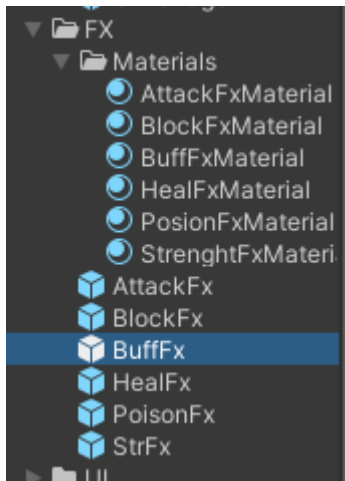 FX
Materials
AttackFxMaterial
BlockFxMaterial
BuffFxMaterial
HealFxMaterial
PosionFxMaterial
StrenghtFxMateri
AttackFx
BlockFx
BuffFx
HealFx
PoisonFx
StrFx